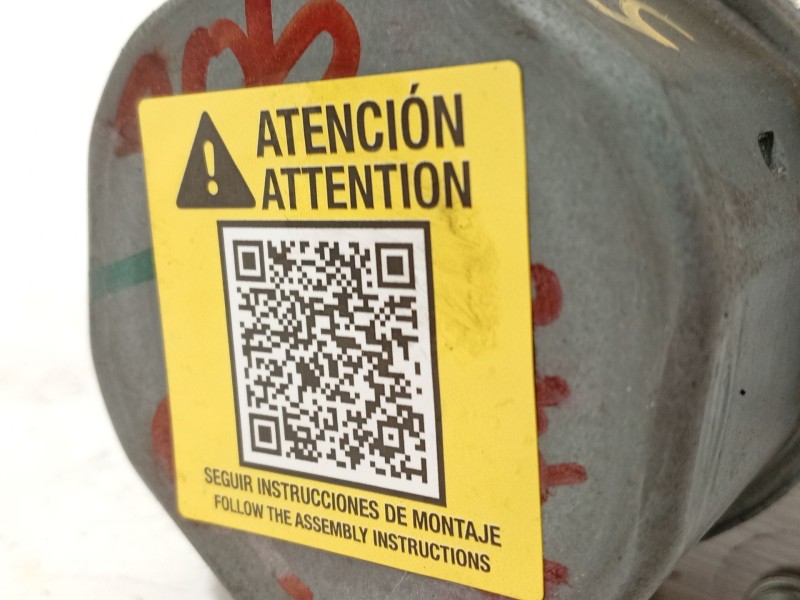 ATENCIÓN
ATTENTION
SEGUIR INSTRUCCIONES DE MONTAJE
FOLLOW THE ASSEMBLY INSTRUCTIONS